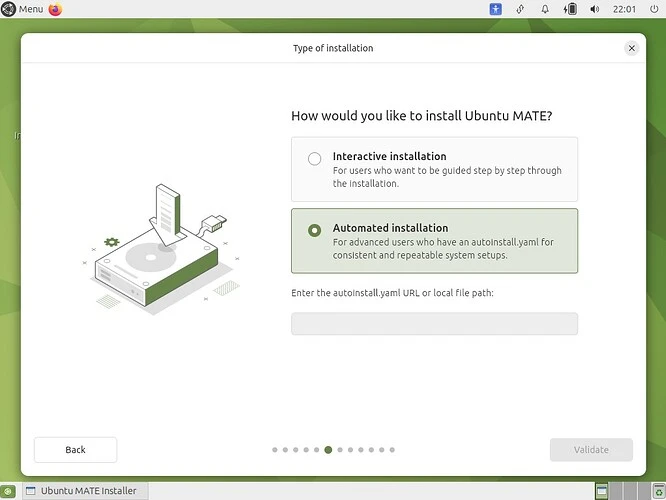 Menu
22:01
Type of installation
How would you like to install Ubuntu MATE?
Interactive installation
For users who want to be guided step by step through
the installation.
Automated installation
For advanced users who have an autoinstall.yaml for
consistent and repeatable system setups.
Enter the autoinstall.yaml URL or local file path:
Back
Validate
Ubuntu MATE Installer